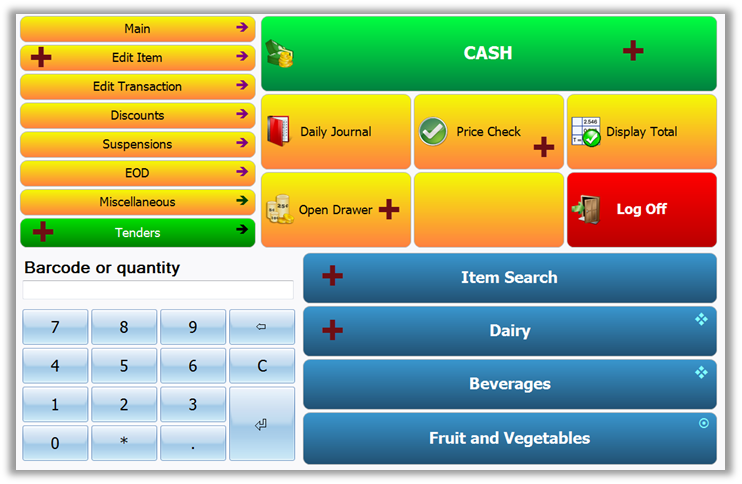 Main
Edit Item
Edit Transaction
Discounts
Suspensions
EOD
Miscellaneous
Tenders
CASH
Daily Journal
Price Check
Display Total
Open Drawer
Log Off
Barcode or quantity
7 8 9
4 5 6 C
1 2 3
0 * .
Item Search
Dairy
Beverages
Fruit and Vegetables